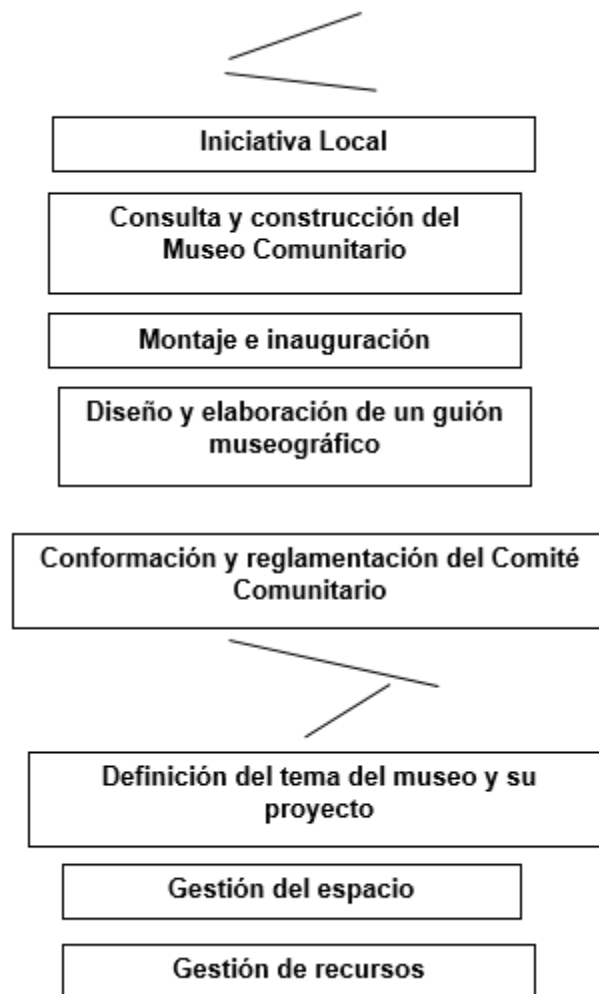 Iniciativa Local
Consulta y construcción del
Museo Comunitario
Montaje e inauguración
Diseño y elaboración de un guión
museográfico
Conformación y reglamentación del Comité
Comunitario
Definición del tema del museo y su
proyecto
Gestión del espacio
Gestión de recursos